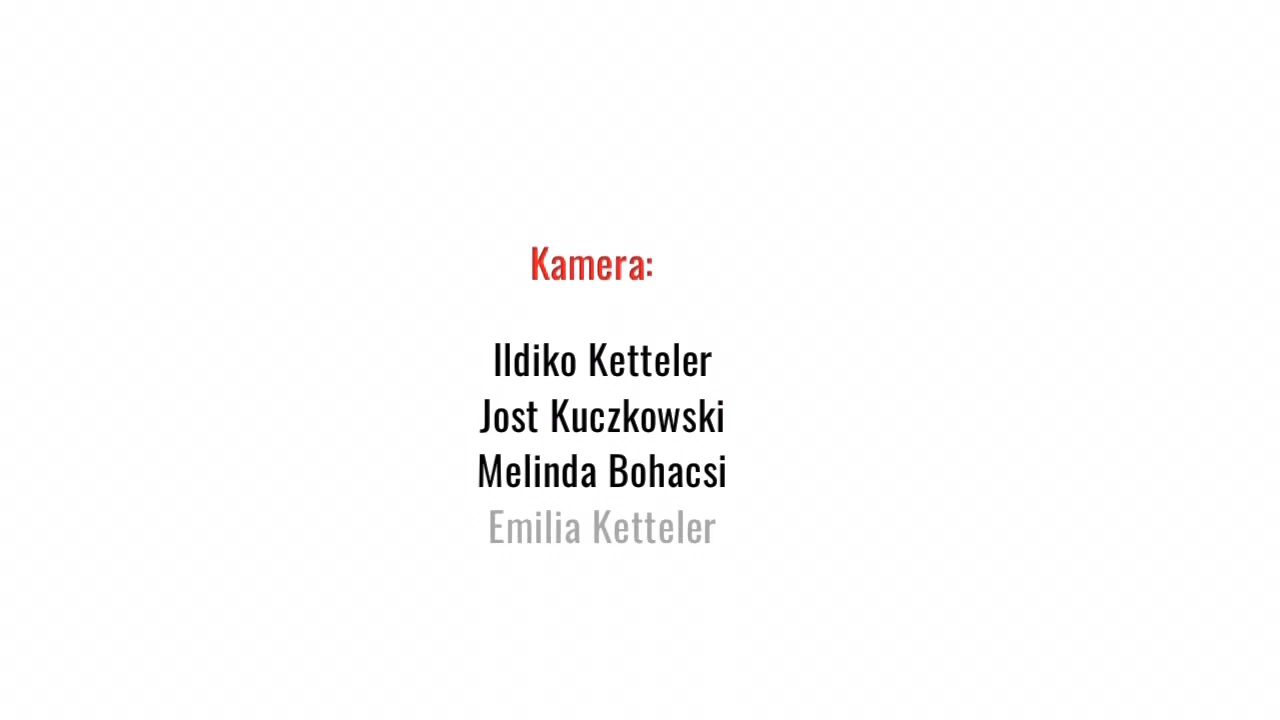 Kamera:
Ildiko Ketteler
Jost Kuczkowski
Melinda Bohacsi
Emilia Ketteler